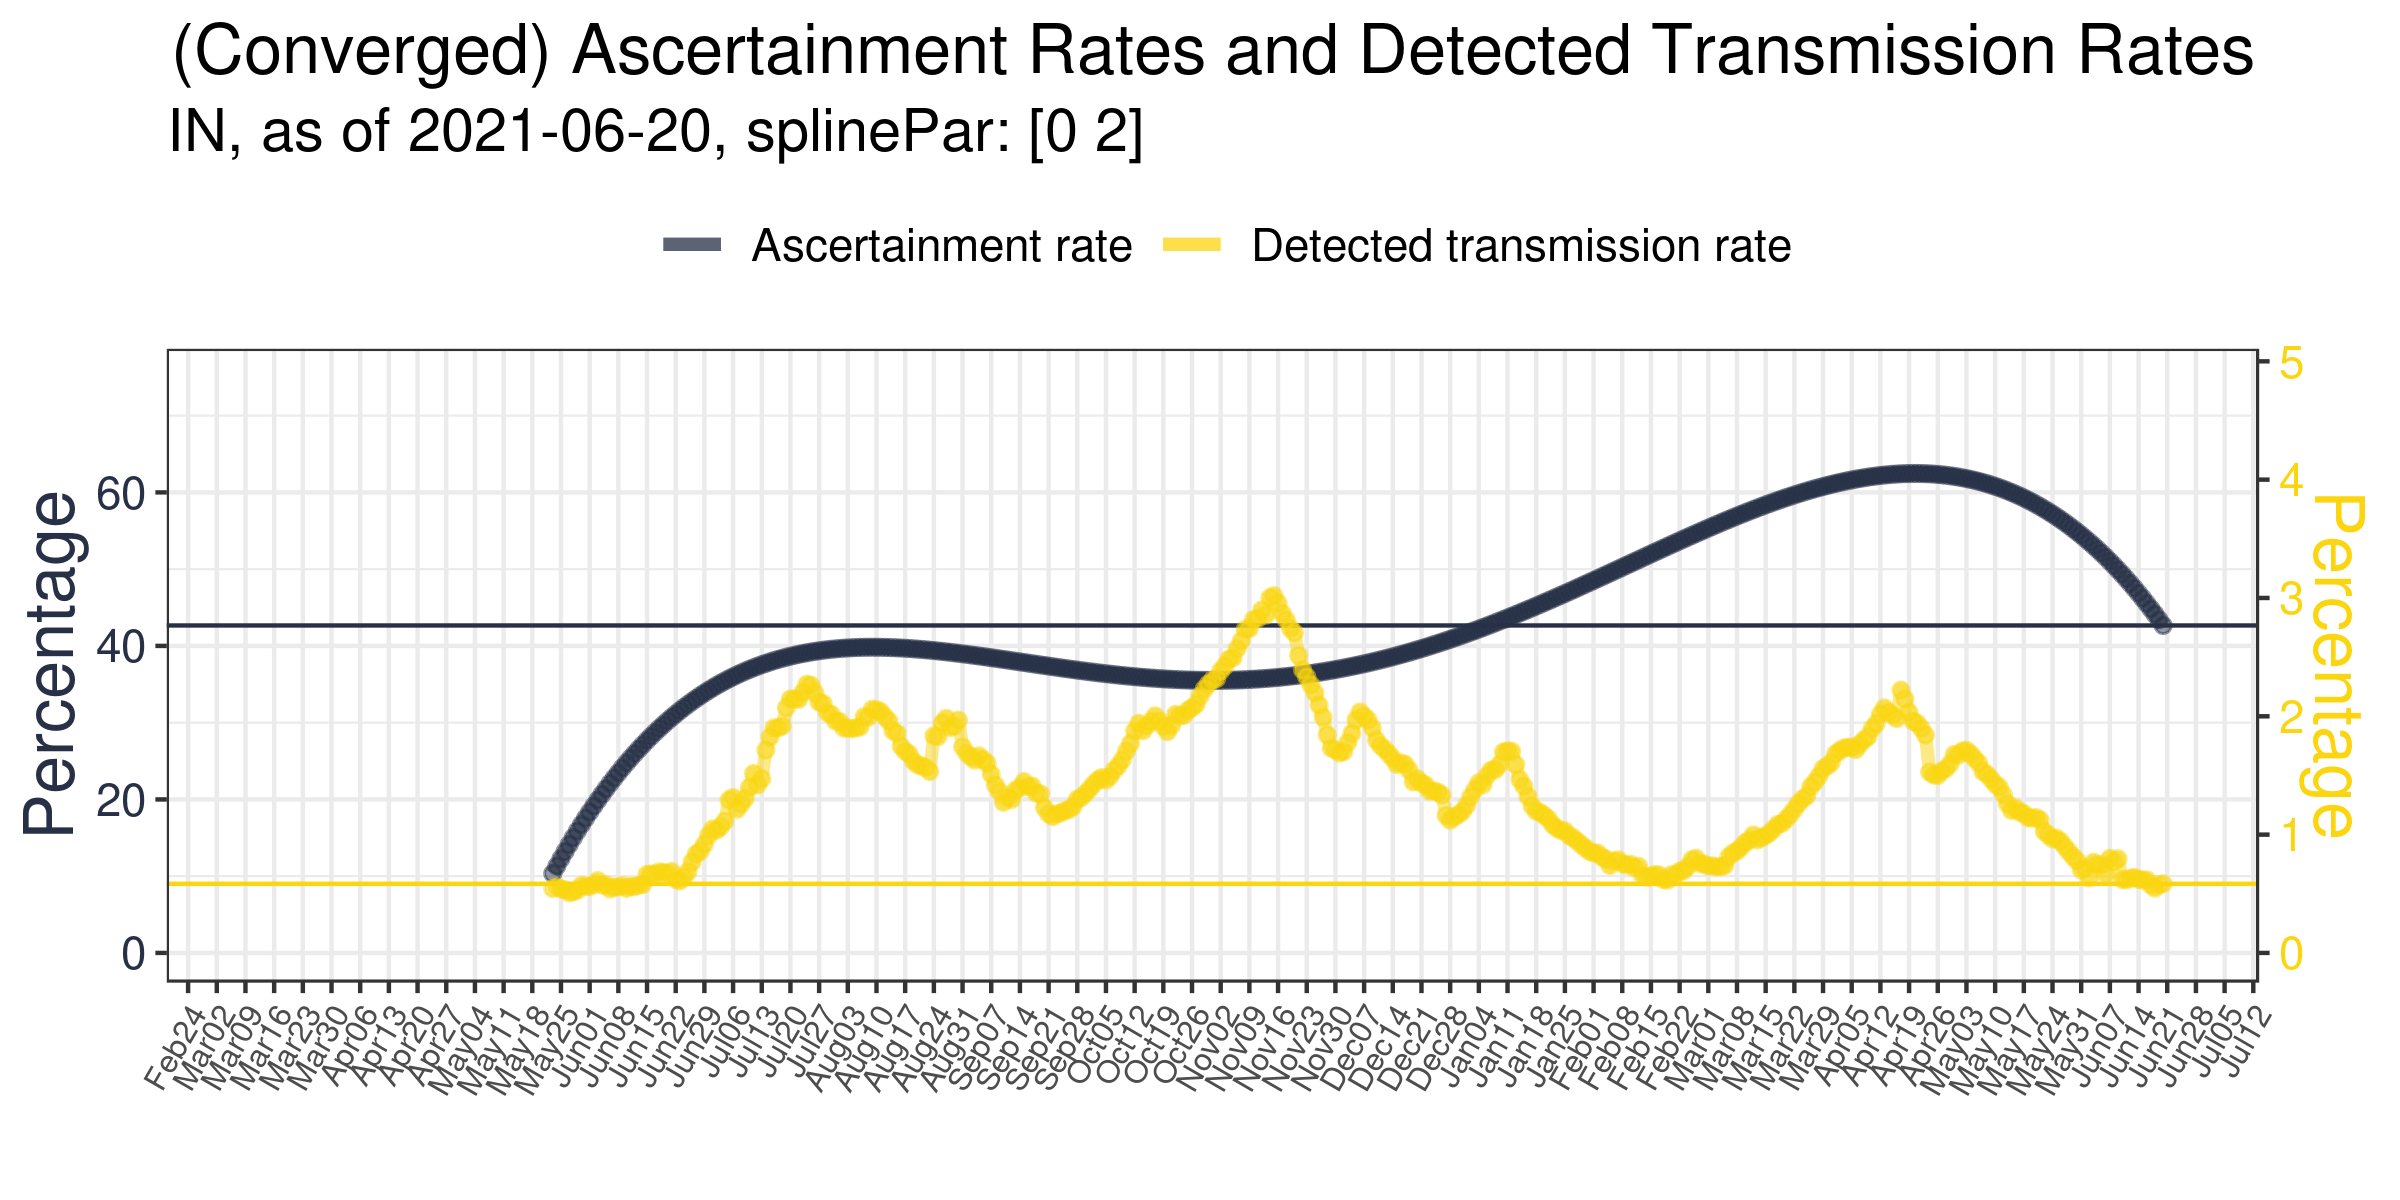 (Converged) Ascertainment Rates and Detected Transmission Rates
IN, as of 2021-06-20, splinePar: [0 2]
Ascertainment rate
Detected transmission rate
Percentage
60
40
20
0
5
4
3
2
1
0
Percentage
Feb24
Mar02
Mar09
Mar16
Mar23
Mar30
Apr06
Apr13
Apr20
Apr27
May04
May11
May18
May25
Jun01
Jun08
Jun15
Jun22
Jun29
Jul06
Jul13
Jul20
Jul27
Aug03
Aug10
Aug17
Aug24
Aug31
Sep07
Sep14
Sep21
Sep28
Oct05
Oct12
Oct19
Oct26
Nov02
Nov09
Nov16
Nov23
Nov30
Dec07
Dec14
Dec21
Dec28
Jan04
Jan11
Jan18
Jan25
Feb01
Feb08
Feb15
Feb22
Mar01
Mar08
Mar15
Mar22
Mar29
Apr05
Apr12
Apr19
Apr26
May03
May10
May17
May24
May31
Jun07
Jun14
Jun21
Jun28
Jul05
Jul12